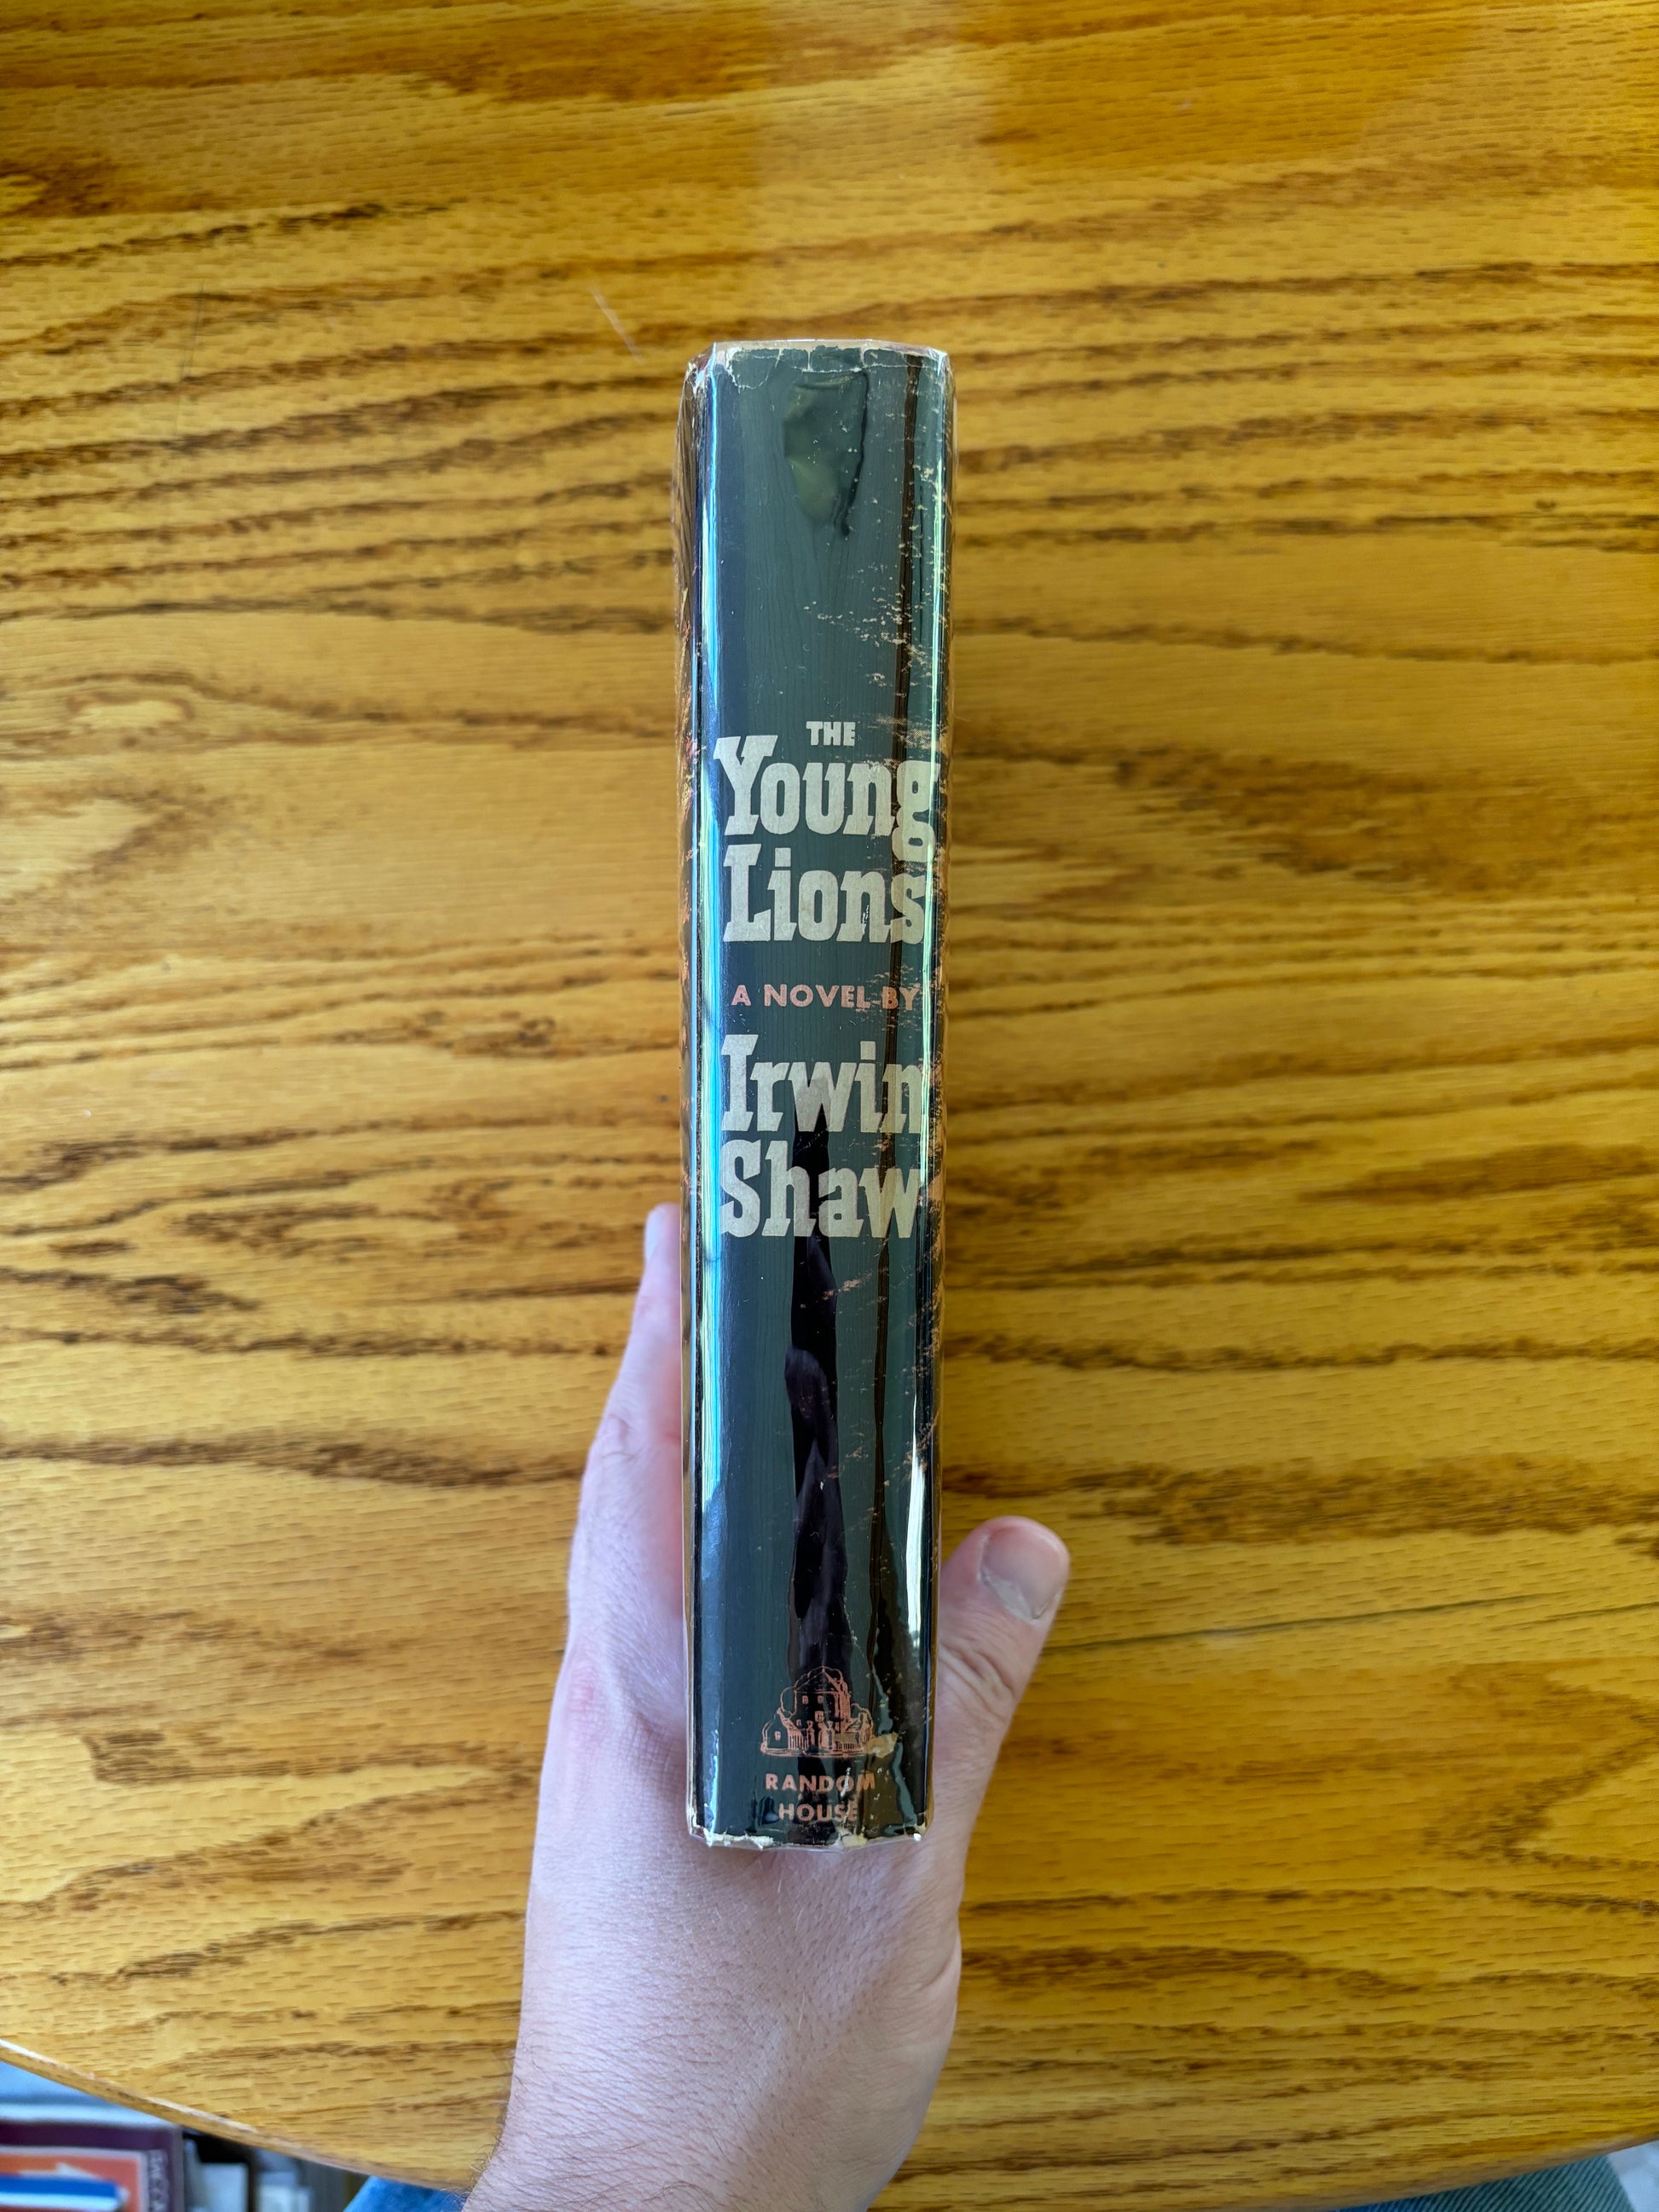 THE
Young
Lions
A NOVEL BY
Irwin
Shaw
RANDOM
HOUSE